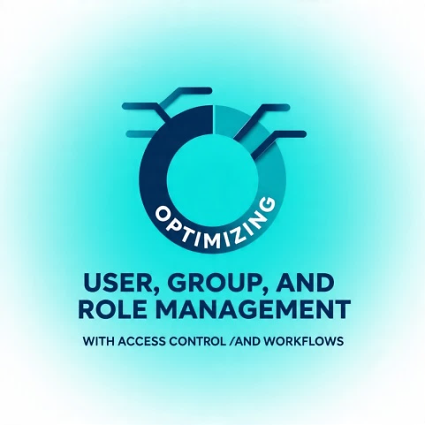 OPTIMIZING
USER, GROUP, AND
ROLE MANAGEMENT
WITH ACCESS CONTROL /AND WORKFLOWS